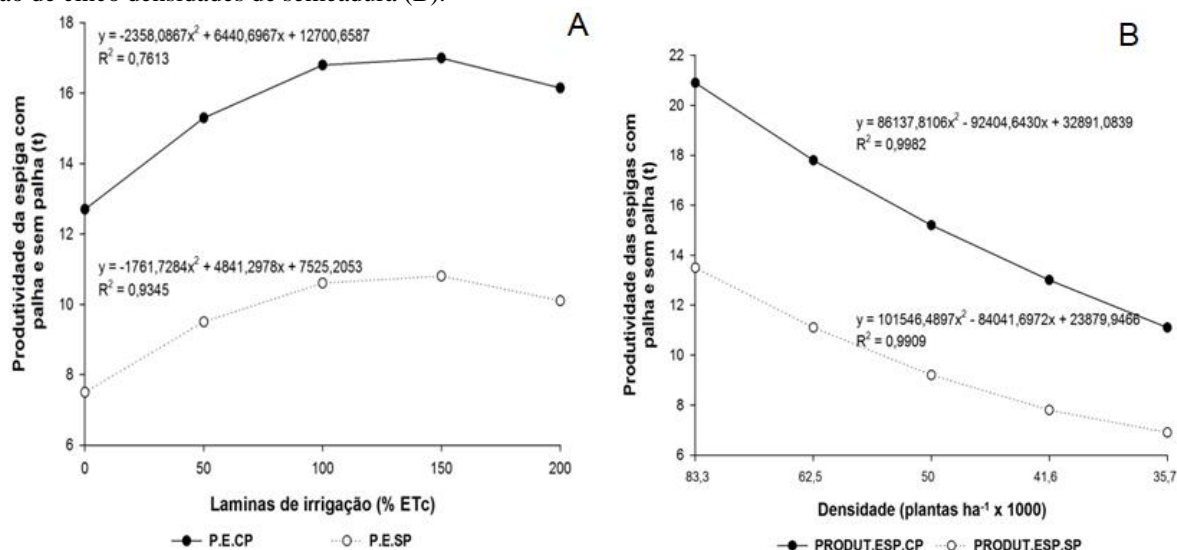 ão de cinco densidades de semeadura (B).
A
18
16
14
12
10
8
6
y = -2358,0867x² + 6440,6967x + 12700,6587
R² = 0,7613
y = -1761,7284x² + 4841,2978x + 7525,2053
R² = 0,9345
Produtividade da espiga com
palha e sem palha (t)
0 50 100 150 200
Laminas de irrigação (% ETc)
P.E.CP P.E.SP
B
22
20
18
16
14
12
10
8
6
y = 86137,8106x² - 92404,6430x + 32891,0839
R² = 0,9982
y = 101546,4897x² - 84041,6972x + 23879,9466
R² = 0,9909
Produtividade das espigas com
palha e sem palha (t)
83,3 62,5 50 41,6 35,7
Densidade (plantas ha⁻¹ x 1000)
PRODUT.ESP.CP PRODUT.ESP.SP